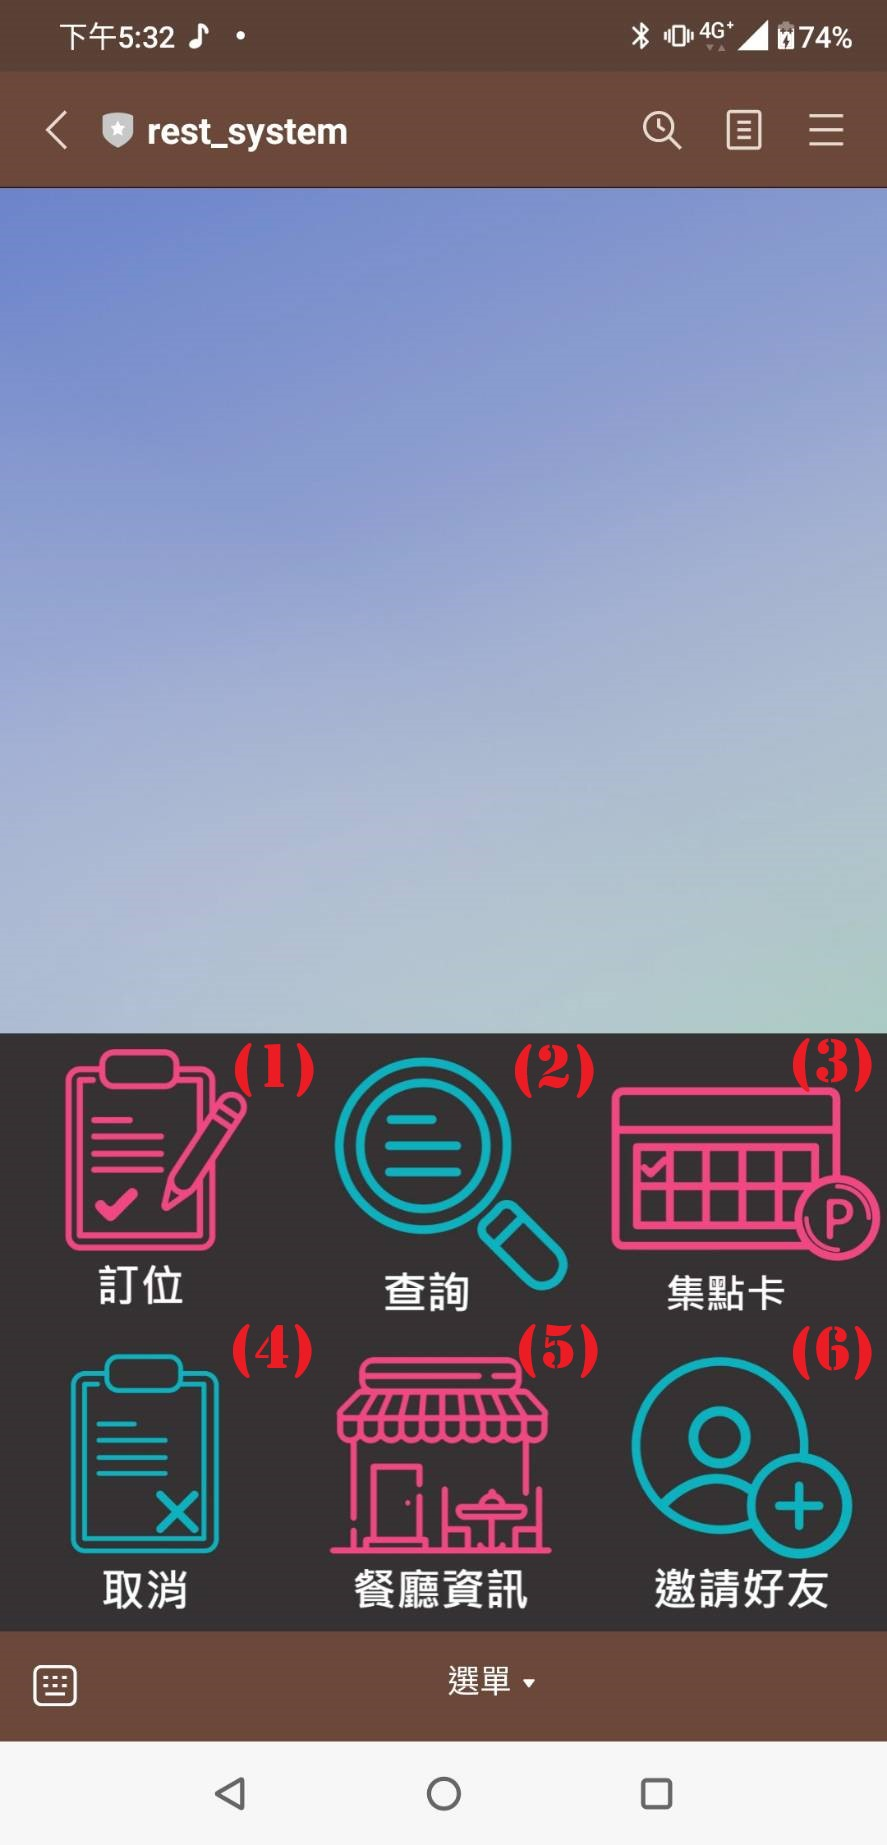 下午5:32
4G+ 74%
rest_system
(1) (2) (3)
P
訂位 查詢 集點卡
(4) (5) (6)
取消 餐廳資訊 邀請好友
選單